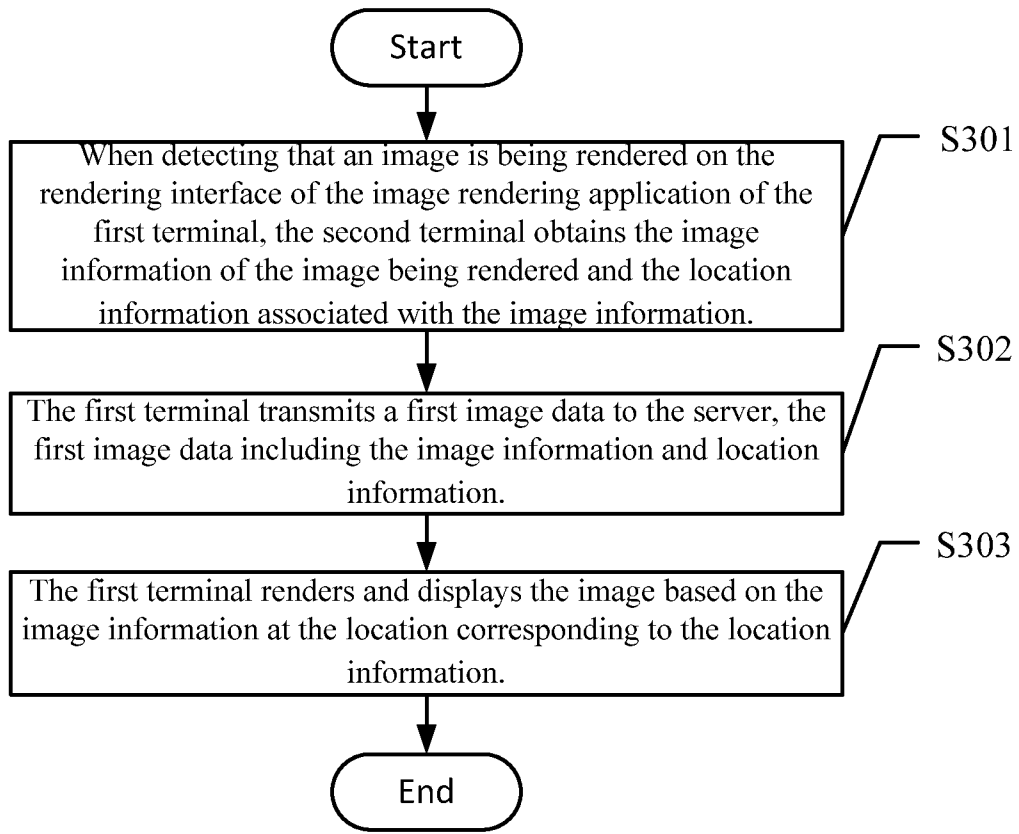 Start
When detecting that an image is being rendered on the
rendering interface of the image rendering application of the
first terminal, the second terminal obtains the image
information of the image being rendered and the location
information associated with the image information.
S301
The first terminal transmits a first image data to the server, the
first image data including the image information and location
information.
S302
The first terminal renders and displays the image based on the
image information at the location corresponding to the location
information.
S303
End